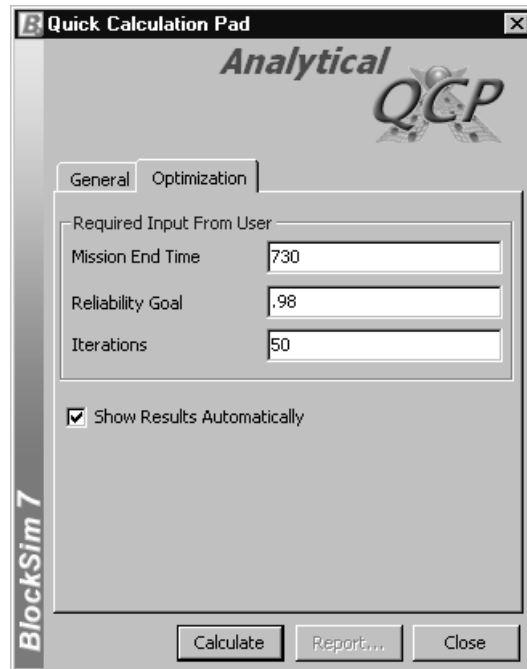 B Quick Calculation Pad
Analytical
QCP
General Optimization
Required Input From User
Mission End Time 730
Reliability Goal .98
Iterations 50
Show Results Automatically
BlockSim 7
Calculate Report... Close